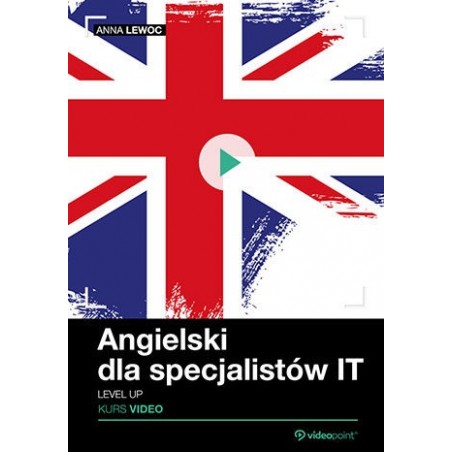 ANNA LEWOC
Angielski
dla specjalistów IT
LEVEL UP
KURS VIDEO
videopoint